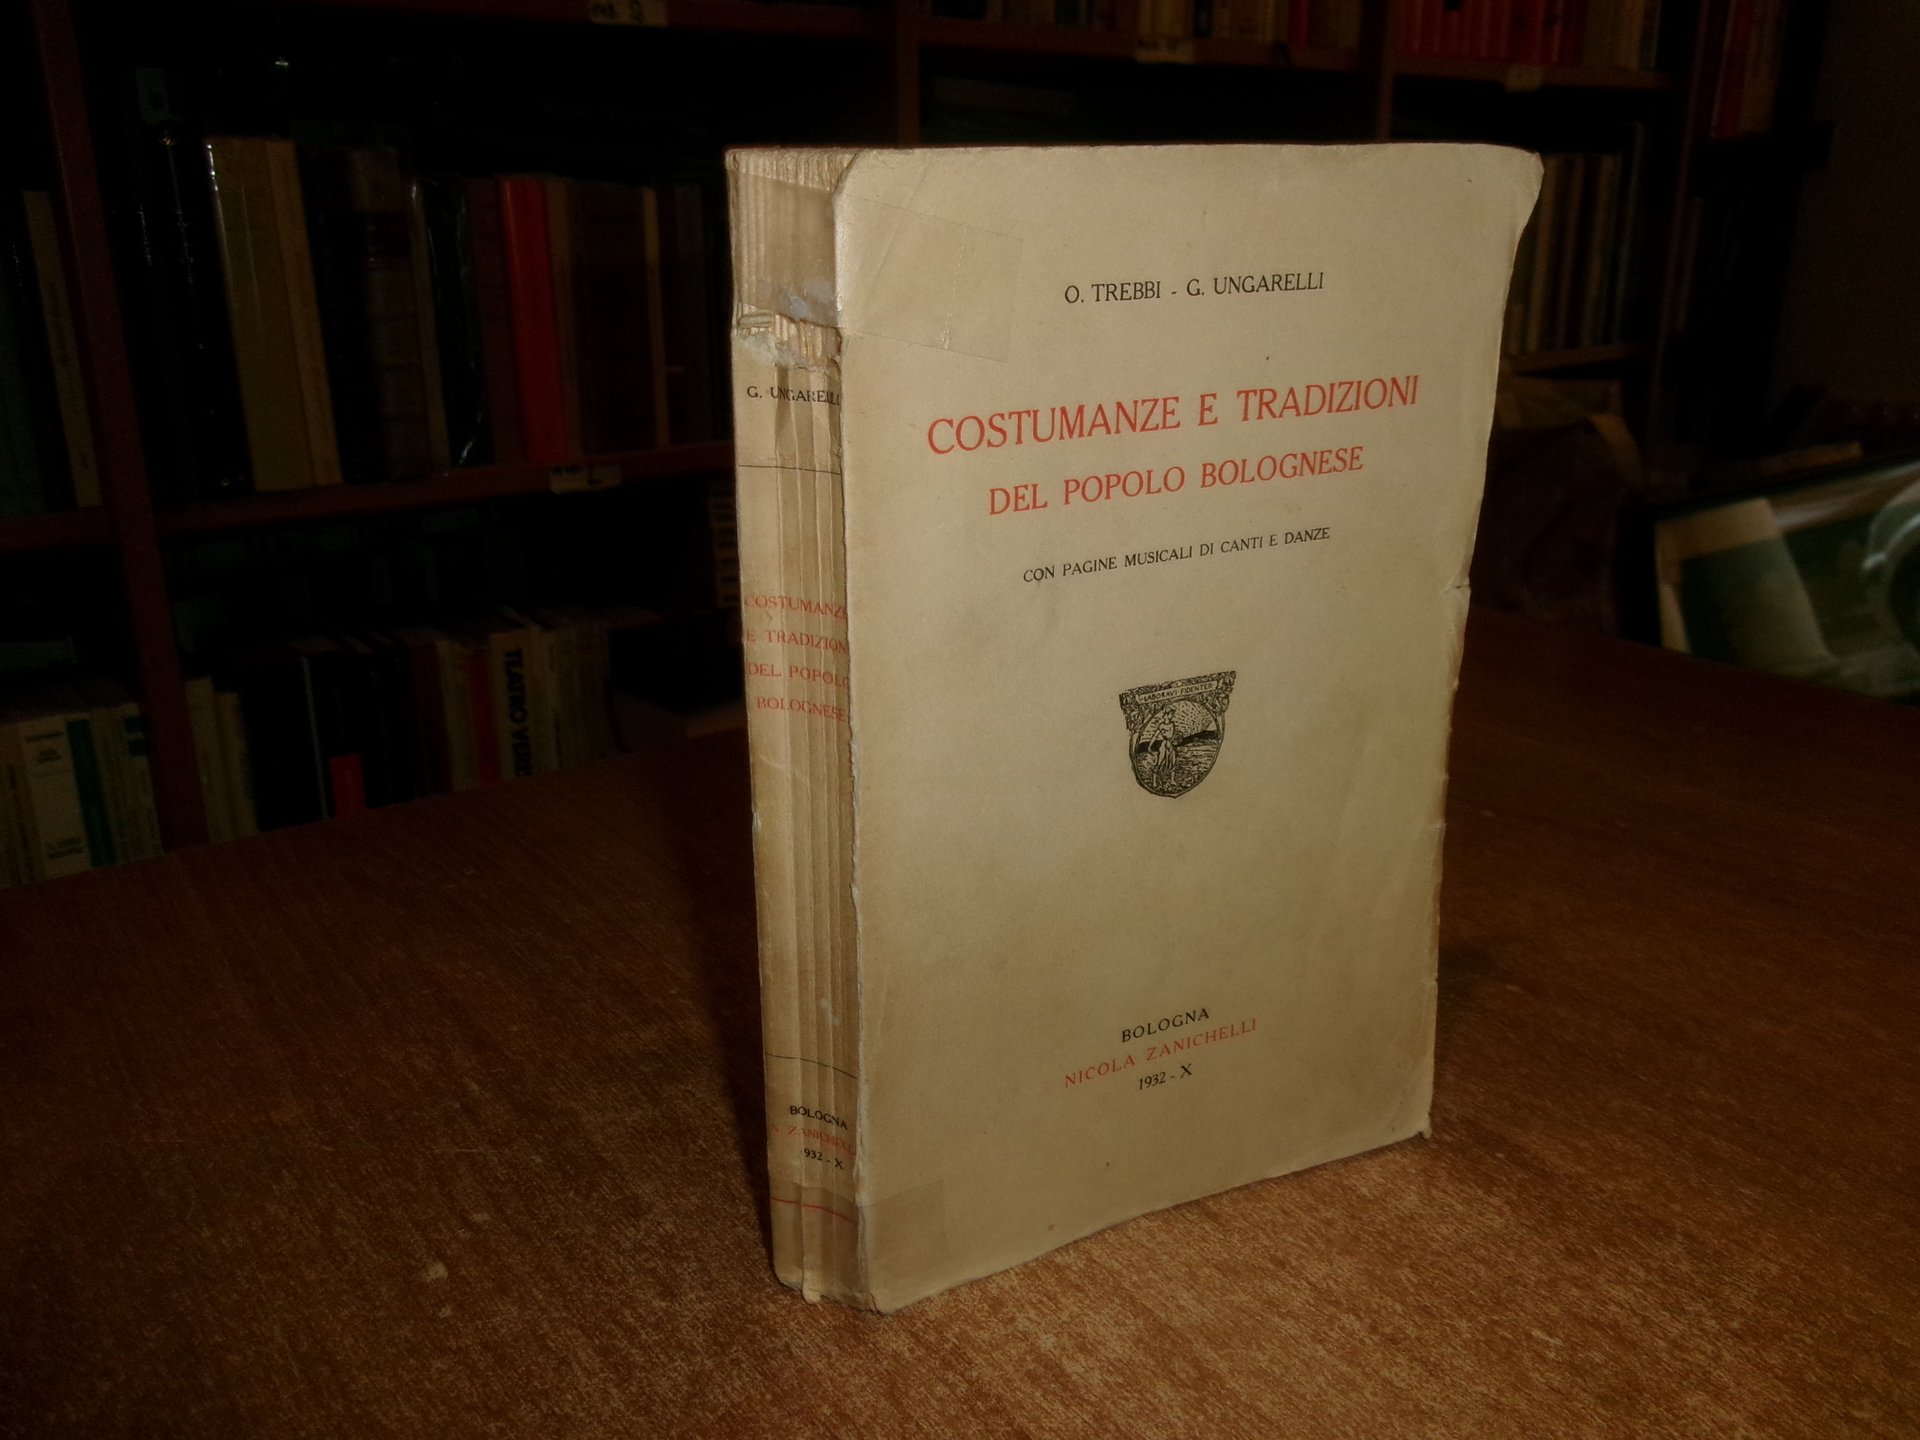 O. TREBBI - G. UNGARELLI
COSTUMANZE E TRADIZIONI
DEL POPOLO BOLOGNESE
CON PAGINE MUSICALI DI CANTI E DANZE
LABORAVI FIDENTER
BOLOGNA
NICOLA ZANICHELLI
1932 - X
G. UNGARELLI
COSTUMANZE
E TRADIZIONI
DEL POPOLO
BOLOGNESE
BOLOGNA
N. ZANICHELLI
1932 - X
TEATRO